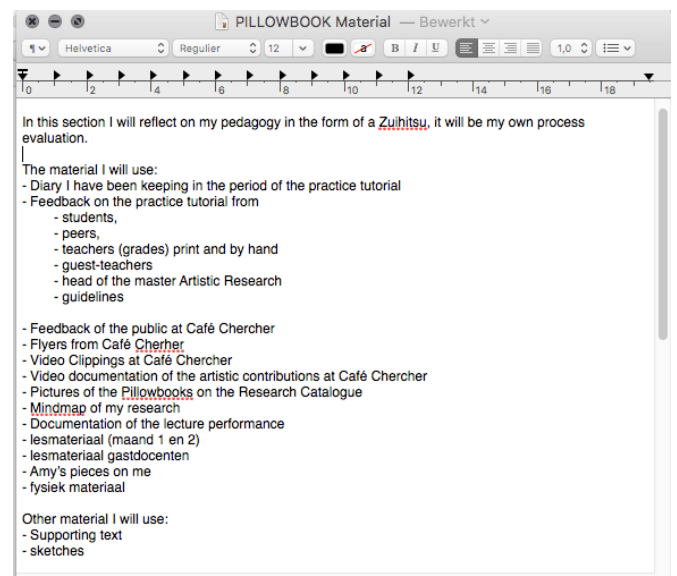 PILLOWBOOK Material — Bewerkt
¶ Helvetica Regulier 12 a B I U 1,0
0 2 4 6 8 10 12 14 16 18
In this section I will reflect on my pedagogy in the form of a Zuihitsu, it will be my own process
evaluation.
The material I will use:
- Diary I have been keeping in the period of the practice tutorial
- Feedback on the practice tutorial from
- students,
- peers,
- teachers (grades) print and by hand
- guest-teachers
- head of the master Artistic Research
- guidelines
- Feedback of the public at Café Chercher
- Flyers from Café Cherher
- Video Clippings at Café Chercher
- Video documentation of the artistic contributions at Café Chercher
- Pictures of the Pillowbooks on the Research Catalogue
- Mindmap of my research
- Documentation of the lecture performance
- lesmateriaal (maand 1 en 2)
- lesmateriaal gastdocenten
- Amy's pieces on me
- fysiek materiaal
Other material I will use:
- Supporting text
- sketches